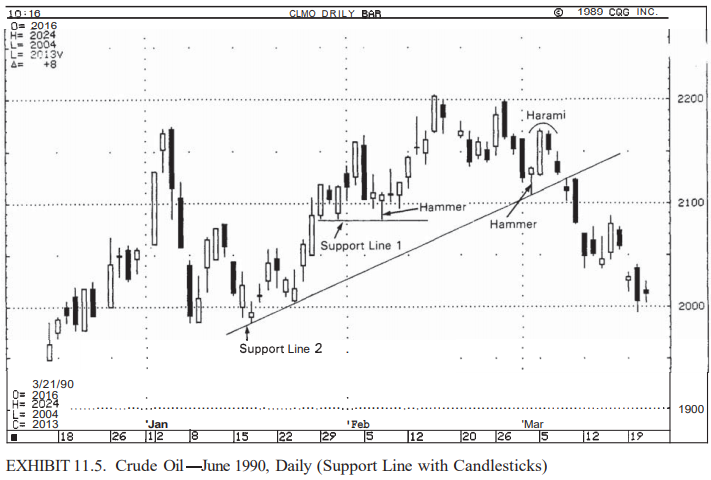 10:16 CLMO DRILY BAR © 1989 CQG INC.
O= 2016
H= 2024
L= 2004
L= 2013V
Δ= +8
2200
Harami
2100
Hammer
Hammer
Support Line 1
2000
Support Line 2
3/21/90
O= 2016
H= 2024
L= 2004
C= 2013
1900
'Jan 'Feb 'Mar
18 26 12 8 15 22 29 5 12 20 26 5 12 19
EXHIBIT 11.5. Crude Oil—June 1990, Daily (Support Line with Candlesticks)